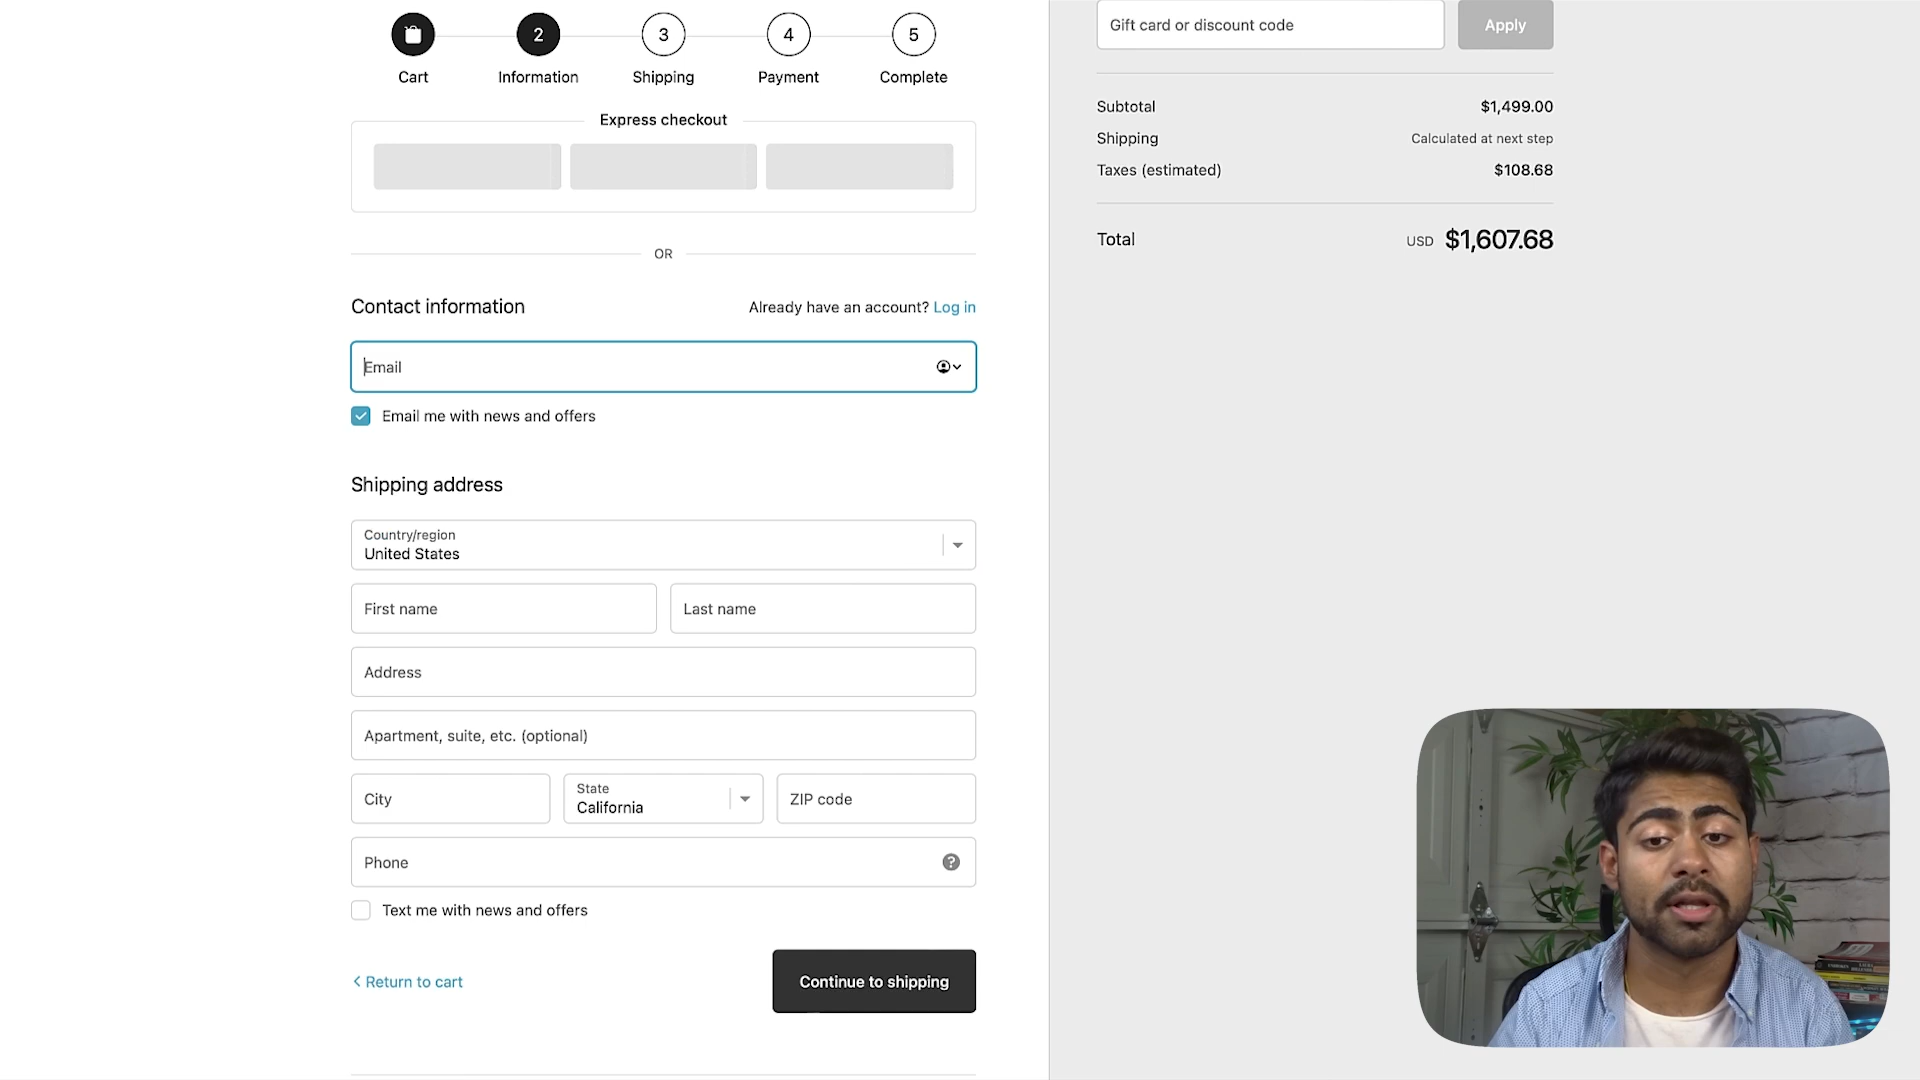 2
3
4
5
Cart
Information
Shipping
Payment
Complete
Express checkout
OR
Contact information
Already have an account? Log in
Email
Email me with news and offers
Shipping address
Country/region
United States
First name
Last name
Address
Apartment, suite, etc. (optional)
City
State
California
ZIP code
Phone
?
Text me with news and offers
< Return to cart
Continue to shipping
Gift card or discount code
Apply
Subtotal
$1,499.00
Shipping
Calculated at next step
Taxes (estimated)
$108.68
Total
USD $1,607.68